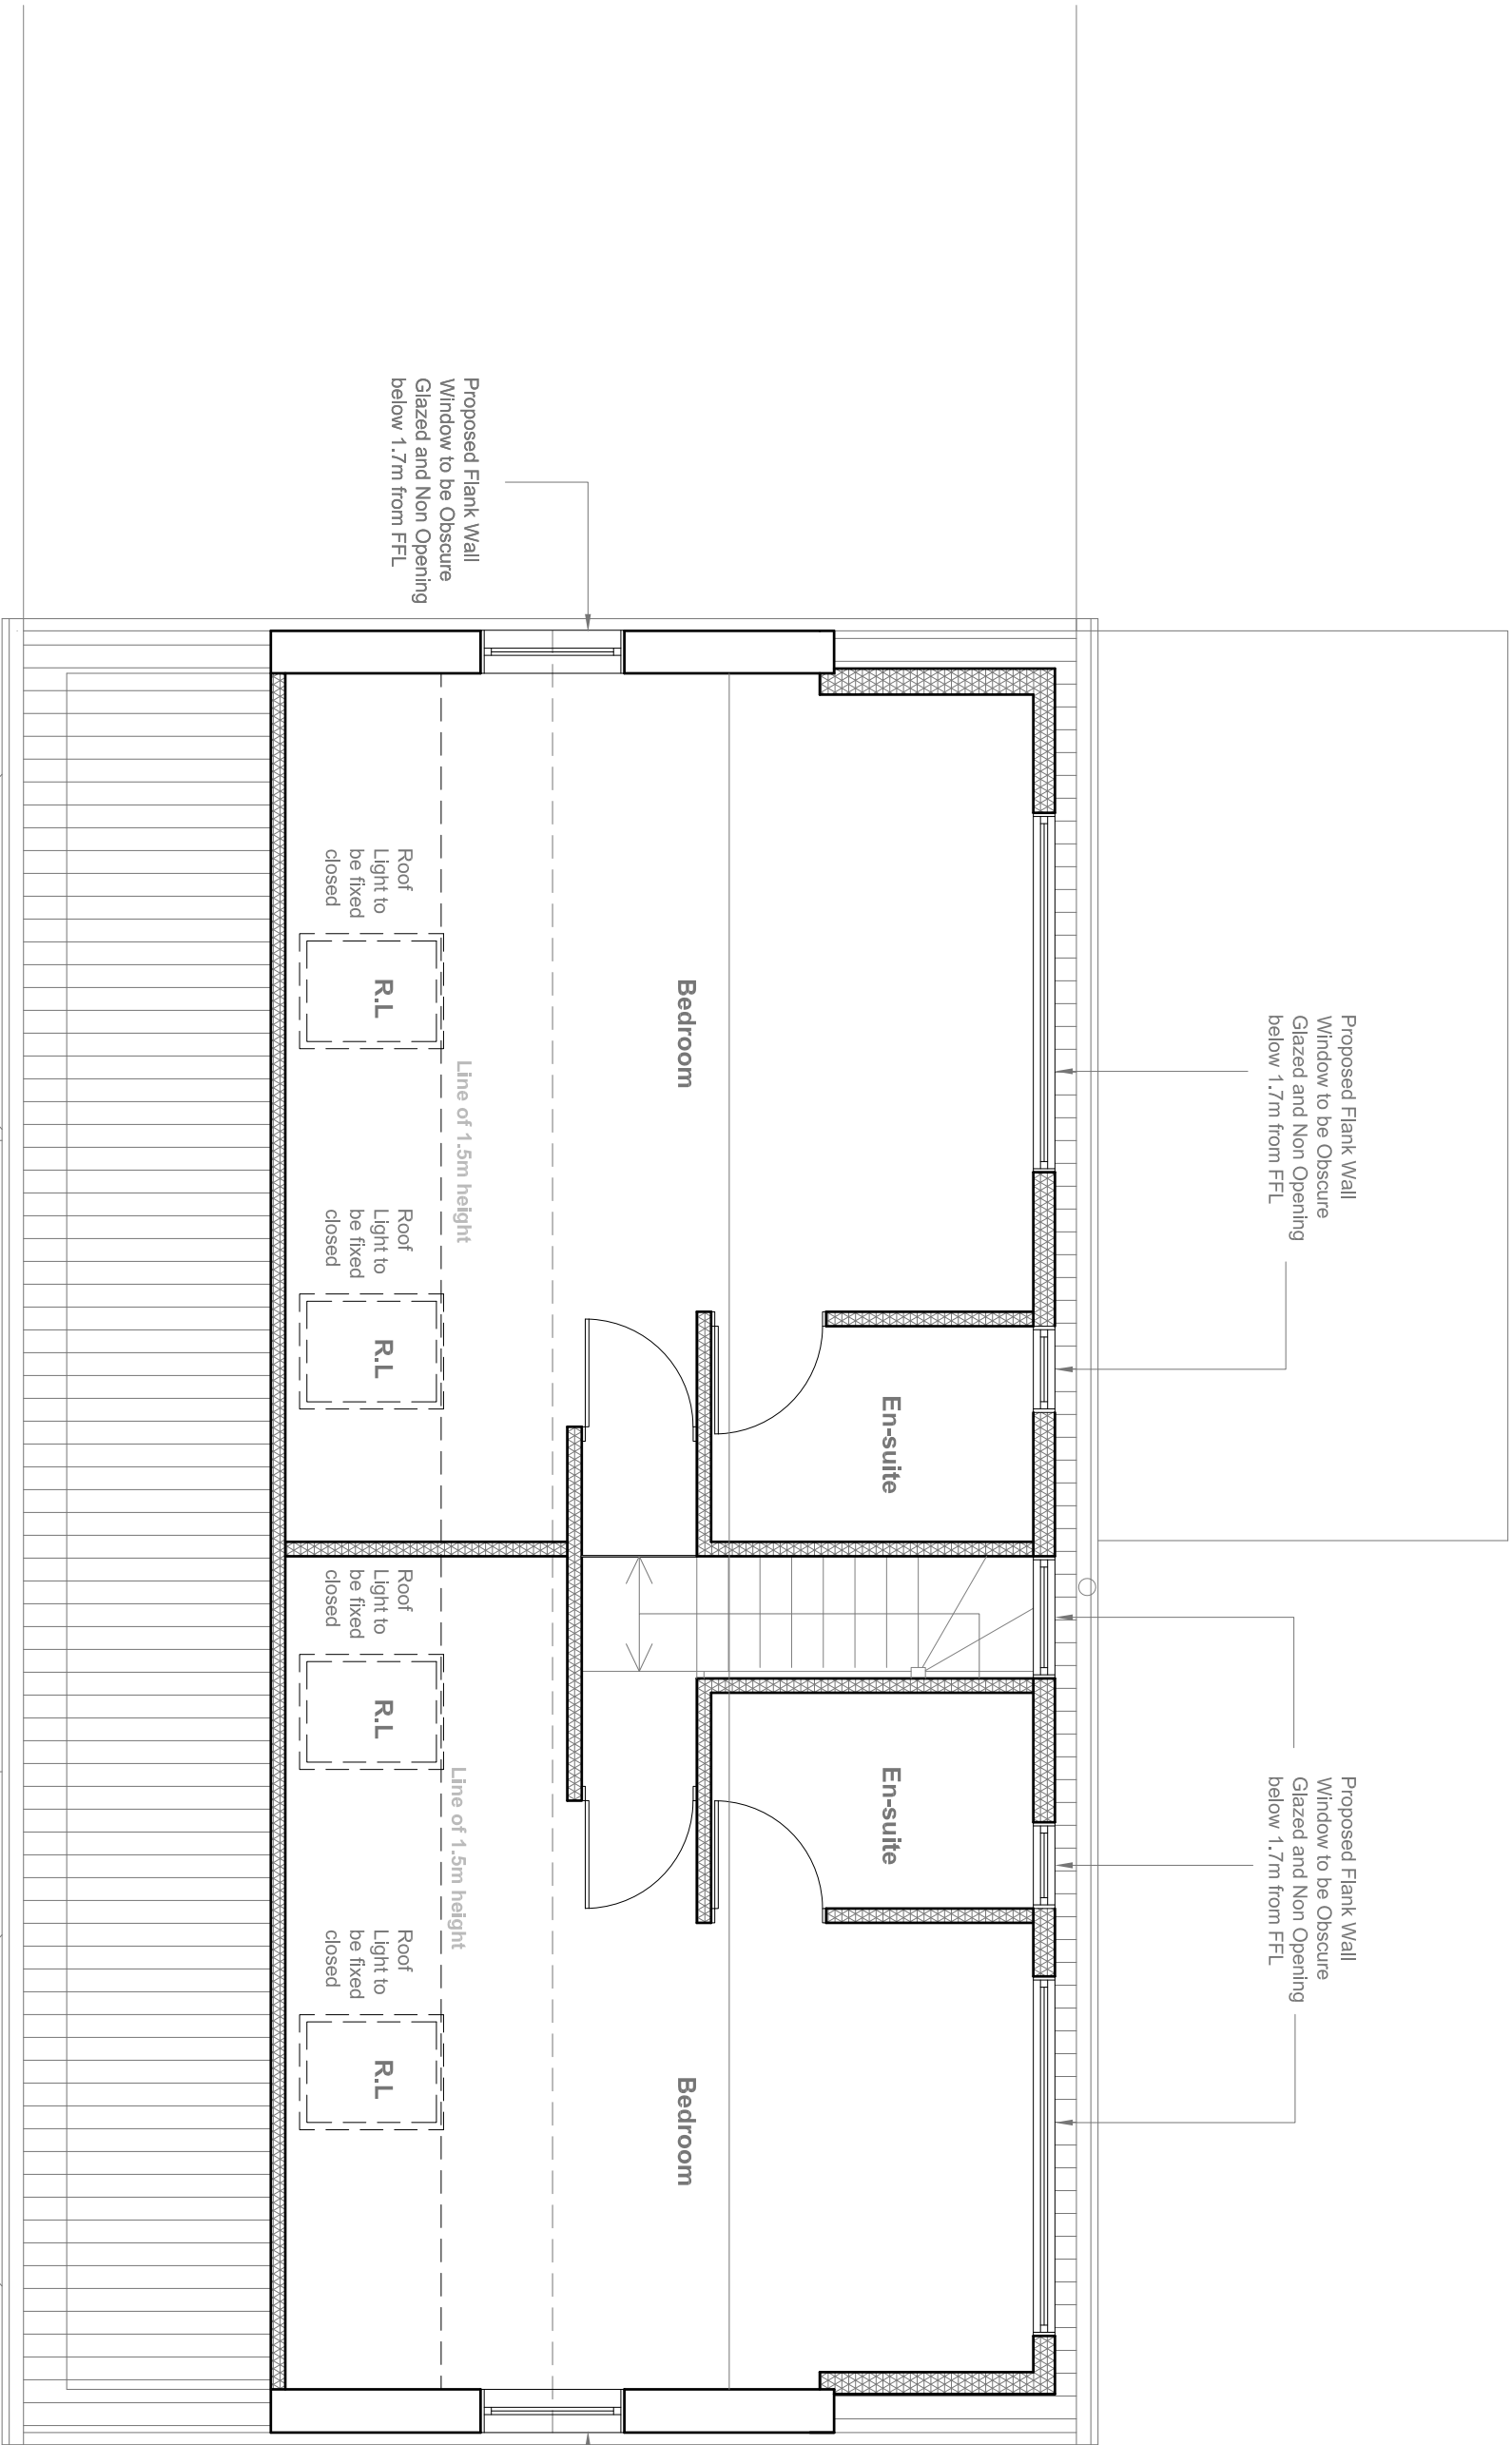 Proposed Flank Wall
Window to be Obscure
Glazed and Non Opening
below 1.7m from FFL
Proposed Flank Wall
Window to be Obscure
Glazed and Non Opening
below 1.7m from FFL
En-suite
En-suite
Bedroom
Bedroom
Proposed Flank Wall
Window to be Obscure
Glazed and Non Opening
below 1.7m from FFL
Line of 1.5m height
Line of 1.5m height
Roof
Light to
be fixed
closed
R.L
Roof
Light to
be fixed
closed
R.L
Roof
Light to
be fixed
closed
R.L
Roof
Light to
be fixed
closed
R.L